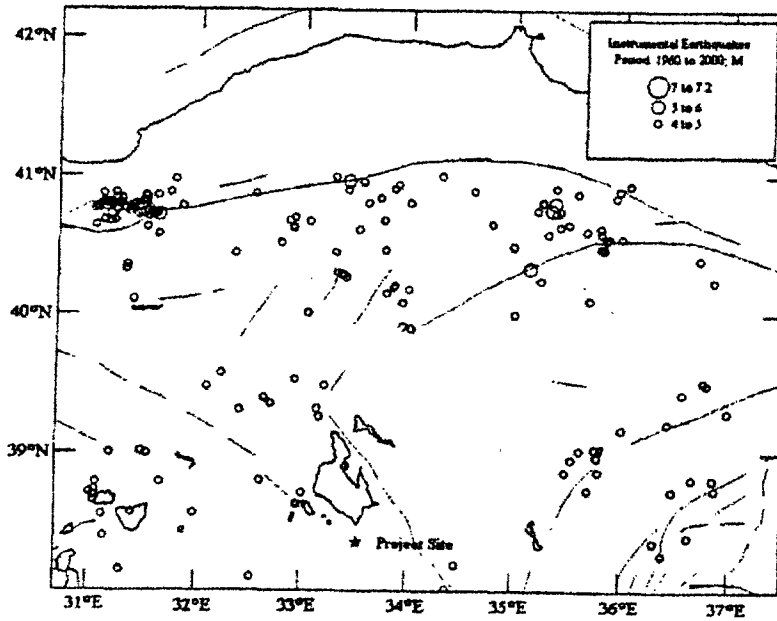 42°N
41°N
40°N
39°N
Instrumental Earthquakes
Period: 1960 to 2000; M
7 to 7.2
5 to 6
4 to 5
Project Site
31°E 32°E 33°E 34°E 35°E 36°E 37°E